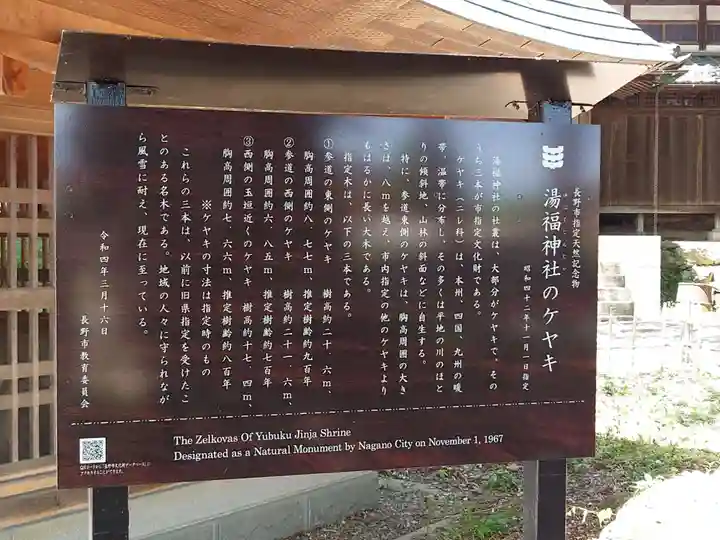 長野市指定天然記念物
湯福神社のケヤキ
昭和四十二年十一月一日指定
湯福神社の社叢は、大部分がケヤキで、その
うち三本が市指定文化財である。
ケヤキ(ニレ科)は、本州、四国、九州の暖
帯、温帯に分布し、その多くは平地の川のほと
りの傾斜地、山林の斜面などに自生する。
特に、参道東側のケヤキは、胸高周囲の大き
さは、八mを越え、市内指定の他のケヤキより
もはるかに長い大木である。
指定木は、以下の三本である。
①参道の東側のケヤキ 樹高約二十一.六m、
胸高周囲約八.七七m、推定樹齢約九百年
②参道の西側のケヤキ 樹高約二十一.六m、
胸高周囲約六.八五m、推定樹齢約七百年
③西側の玉垣近くのケヤキ 樹高約十七.四m、
胸高周囲約七.六六m、推定樹齢約八百年
※ケヤキの寸法は指定時のもの
これらの三本は、以前に旧県指定を受けたこ
とのある名木である。地域の人々に守られなが
ら風雪に耐え、現在に至っている。
令和四年三月十六日
長野市教育委員会
The Zelkovas Of Yubuku Jinja Shrine
Designated as a Natural Monument by Nagano City on November 1, 1967